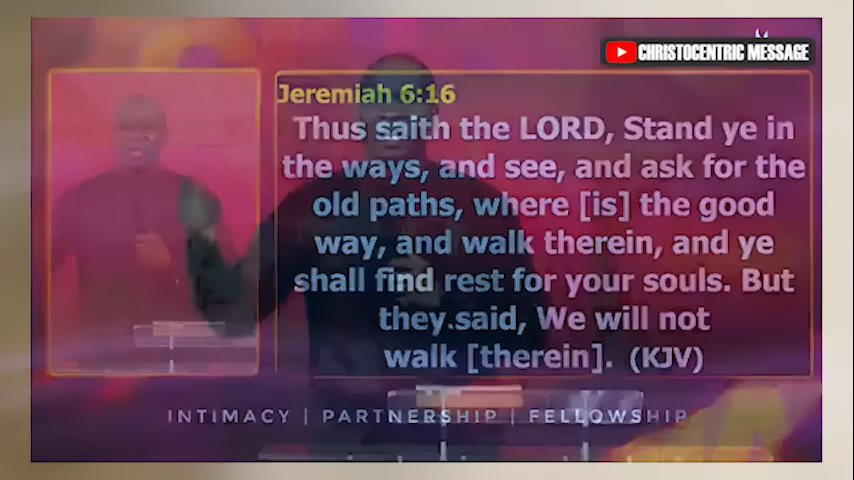 CHRISTOCENTRIC MESSAGE
Jeremiah 6:16
Thus saith the LORD, Stand ye in
the ways, and see, and ask for the
old paths, where [is] the good
way, and walk therein, and ye
shall find rest for your souls. But
they.said, We will not
walk [therein]. (KJV)
INTIMACY | PARTNERSHIP | FELLOWSHIP